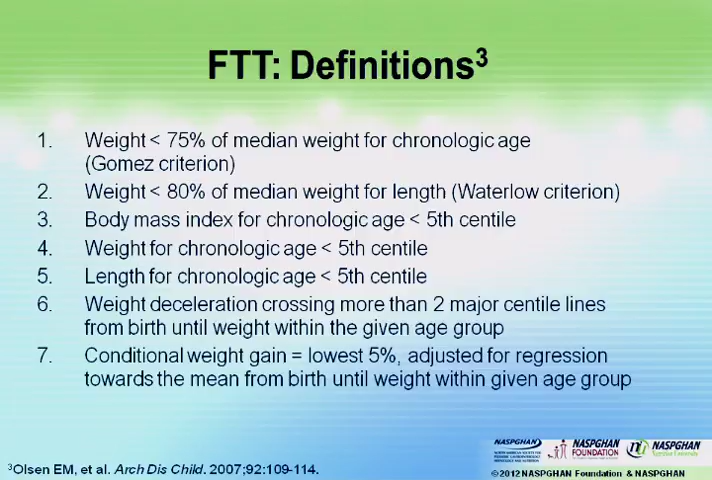 FTT: Definitions³
1. Weight < 75% of median weight for chronologic age
(Gomez criterion)
2. Weight < 80% of median weight for length (Waterlow criterion)
3. Body mass index for chronologic age < 5th centile
4. Weight for chronologic age < 5th centile
5. Length for chronologic age < 5th centile
6. Weight deceleration crossing more than 2 major centile lines
from birth until weight within the given age group
7. Conditional weight gain = lowest 5%, adjusted for regression
towards the mean from birth until weight within given age group
NASPGHAN
NASPGHAN
FOUNDATION
NASPGHAN
³Olsen EM, et al. Arch Dis Child. 2007;92:109-114.
©2012 NASPGHAN Foundation & NASPGHAN